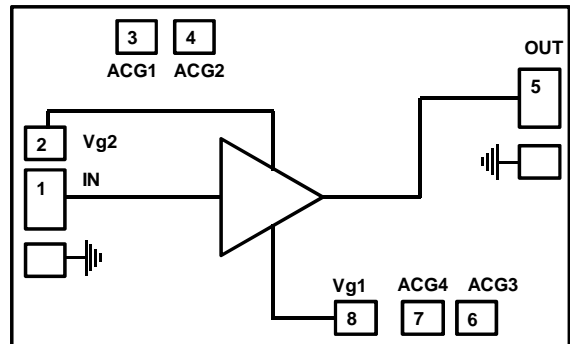 3 4
ACG1 ACG2
OUT
5
2 Vg2
1 IN
Vg1 ACG4 ACG3
8 7 6